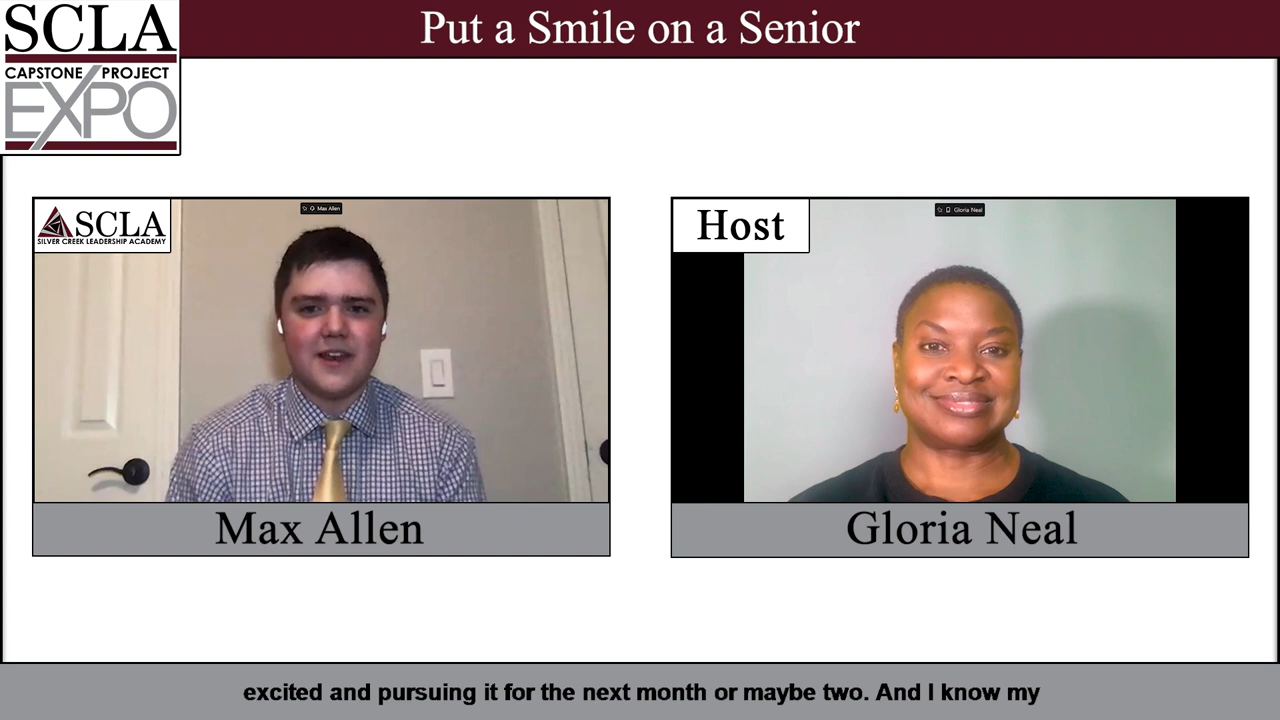 SCLA
CAPSTONE PROJECT
EXPO
Put a Smile on a Senior
SCLA
SILVER CREEK LEADERSHIP ACADEMY
Max Allen
Host
Gloria Neal
Max Allen
Gloria Neal
excited and pursuing it for the next month or maybe two. And I know my